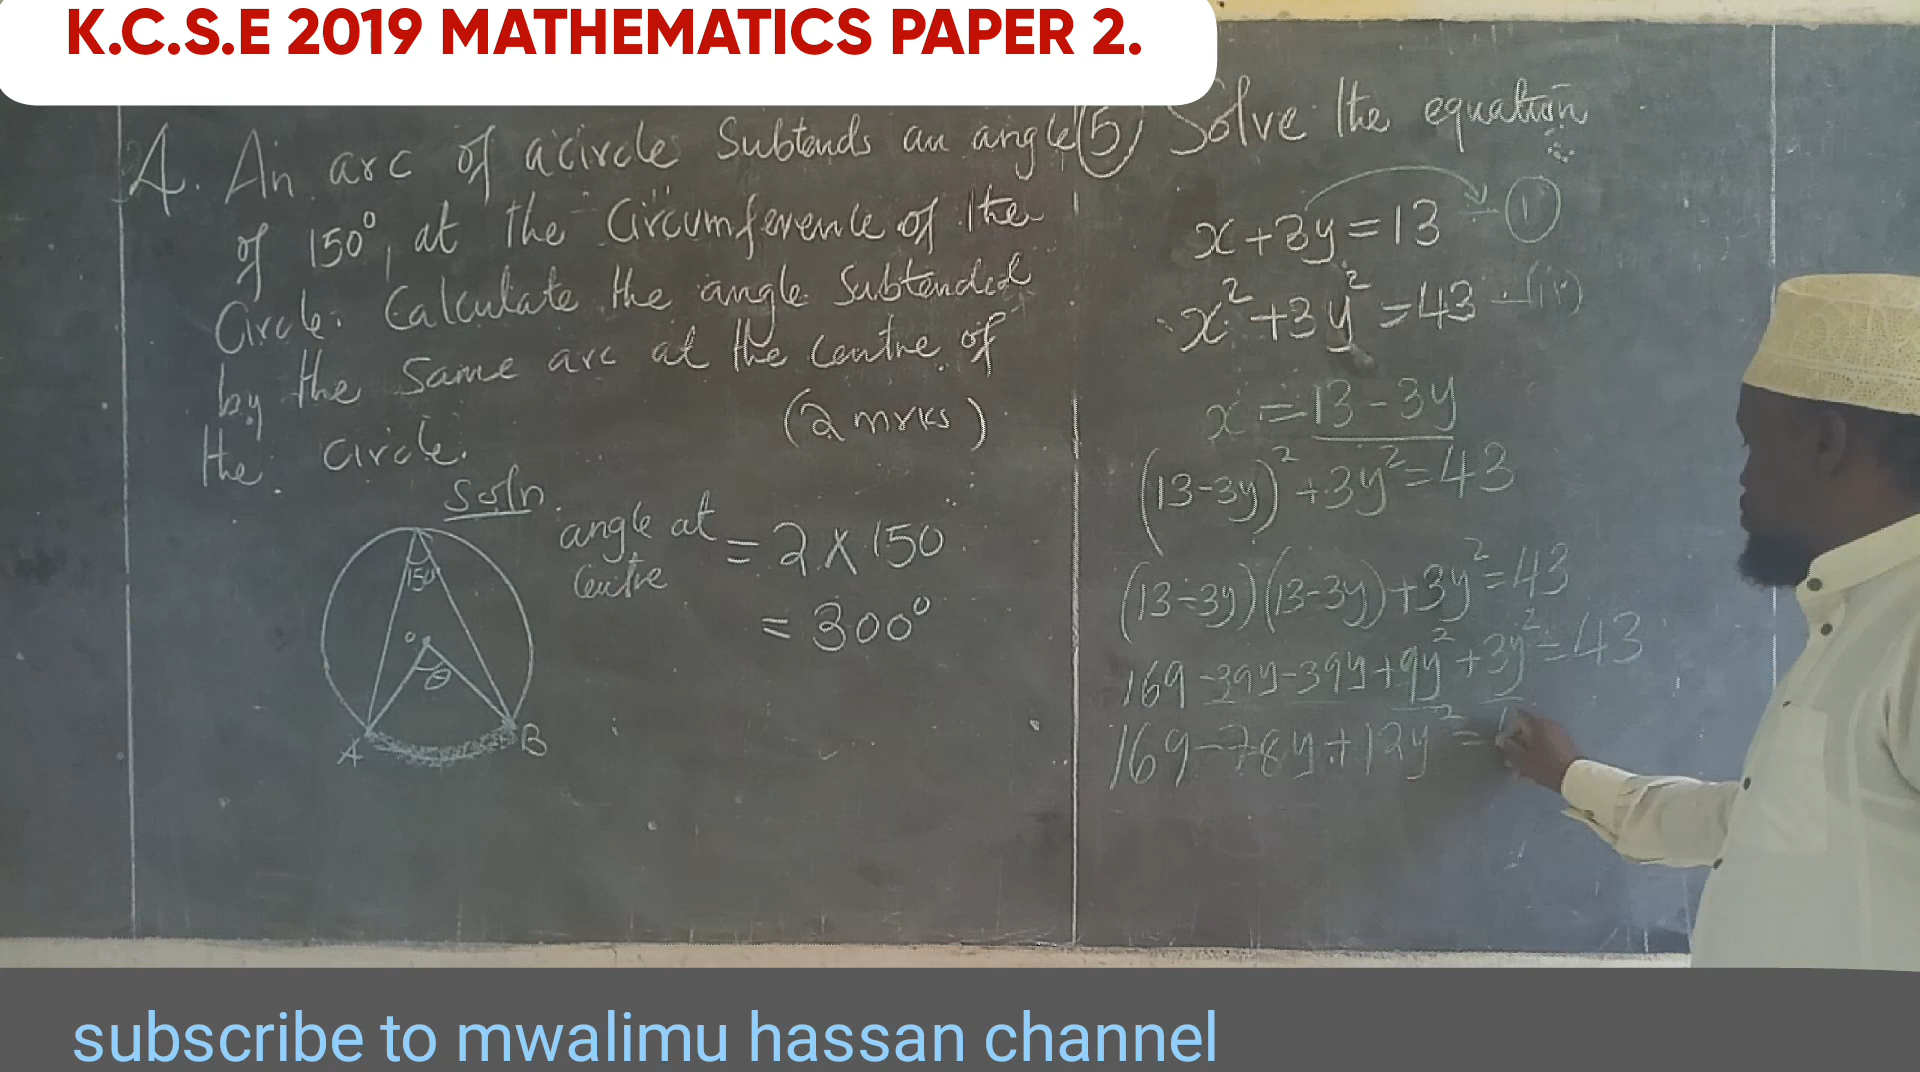 K.C.S.E 2019 MATHEMATICS PAPER 2.
4. An arc of a circle Subtends an angle
of 150°, at the Circumference of the
Circle. Calculate the angle Subtended
by the Same arc at the centre of
the circle. (2 mrks)
Soln.
angle at centre = 2 X 150
= 300°
150
O
θ
A B
(5) Solve the equation
x+3y=13 (1)
x²+3y²=43 (ii)
x = 13-3y
(13-3y)²+3y²=43
(13-3y)(13-3y)+3y²=43
169-39y-39y+9y²+3y²=43
169-78y+12y²=
subscribe to mwalimu hassan channel